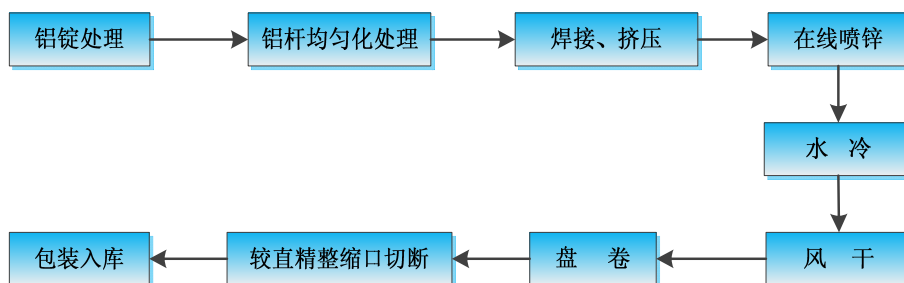 铝锭处理
铝杆均匀化处理
焊接、挤压
在线喷锌
水 冷
风 干
盘 卷
较直精整缩口切断
包装入库